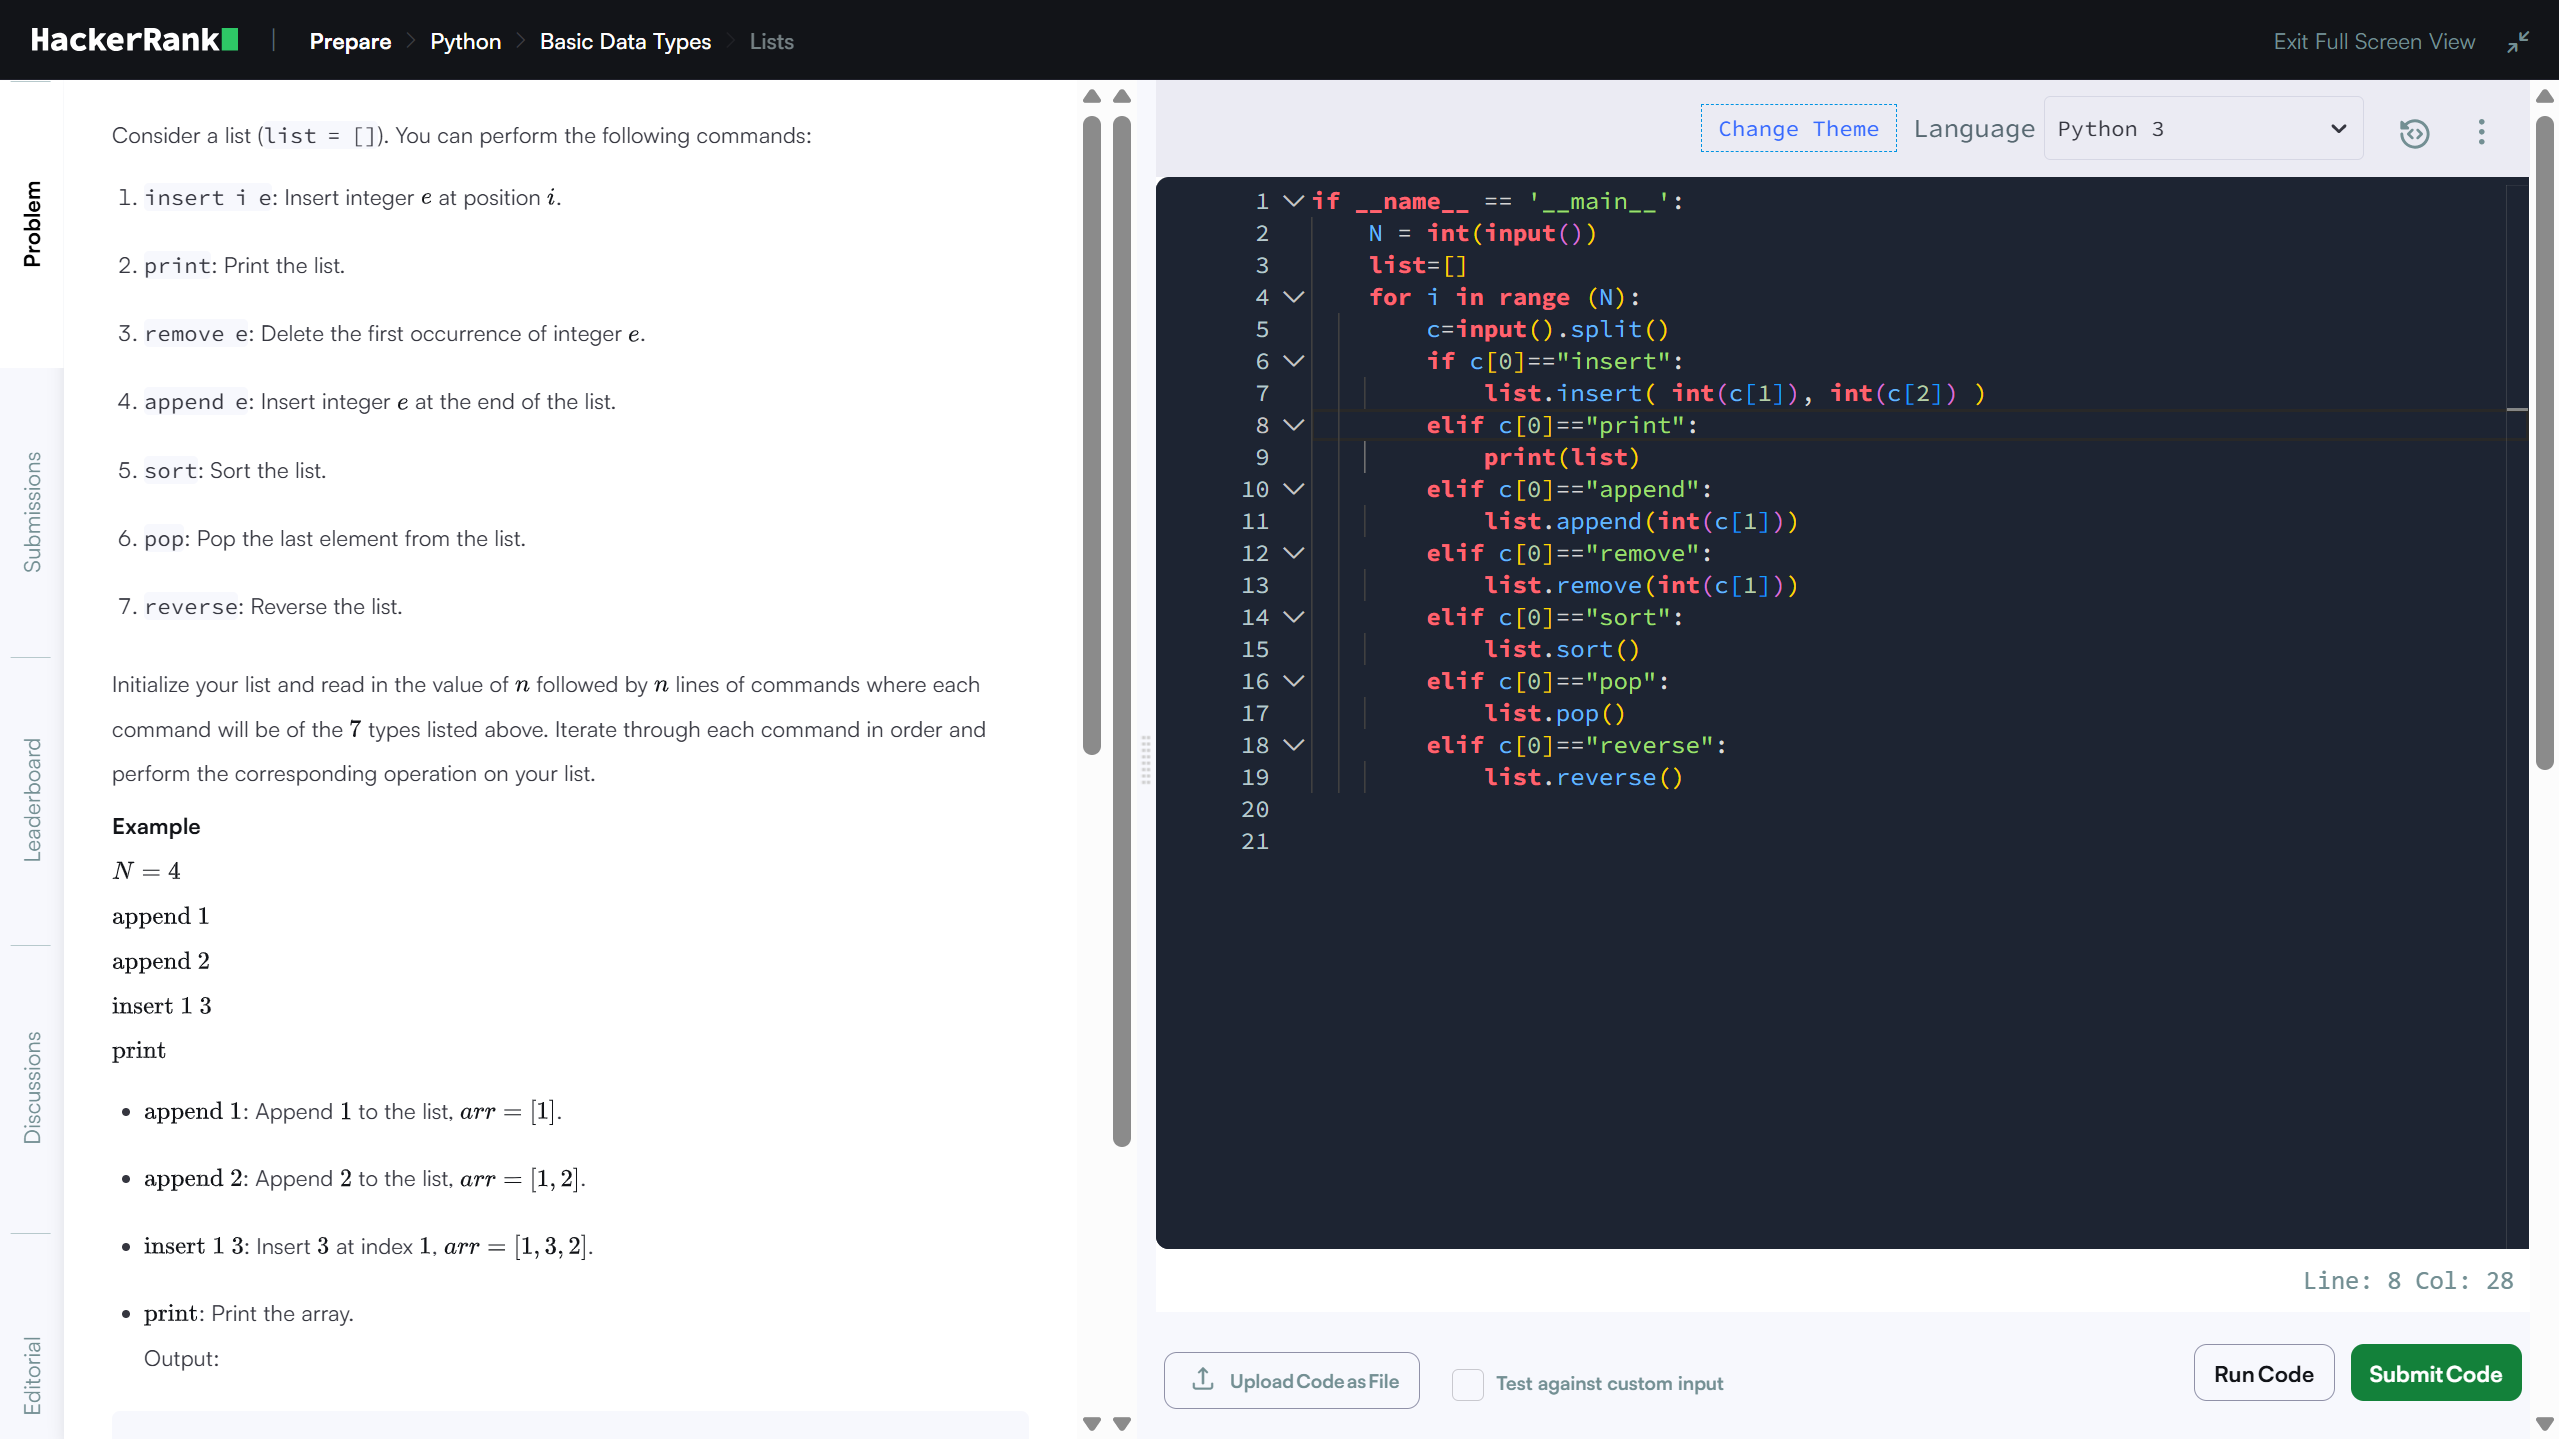 HackerRank | Prepare > Python > Basic Data Types > Lists
Exit Full Screen View
Problem
Submissions
Leaderboard
Discussions
Editorial
Consider a list (list = []). You can perform the following commands:
1. insert i e: Insert integer e at position i.
2. print: Print the list.
3. remove e: Delete the first occurrence of integer e.
4. append e: Insert integer e at the end of the list.
5. sort: Sort the list.
6. pop: Pop the last element from the list.
7. reverse: Reverse the list.
Initialize your list and read in the value of n followed by n lines of commands where each
command will be of the 7 types listed above. Iterate through each command in order and
perform the corresponding operation on your list.
Example
N = 4
append 1
append 2
insert 1 3
print
• append 1: Append 1 to the list, arr = [1].
• append 2: Append 2 to the list, arr = [1, 2].
• insert 1 3: Insert 3 at index 1, arr = [1, 3, 2].
• print: Print the array.
Output:
Change Theme
Language
Python 3
1 if __name__ == '__main__':
2     N = int(input())
3     list=[]
4     for i in range (N):
5         c=input().split()
6         if c[0]=="insert":
7             list.insert( int(c[1]), int(c[2]) )
8         elif c[0]=="print":
9             print(list)
10         elif c[0]=="append":
11             list.append(int(c[1]))
12         elif c[0]=="remove":
13             list.remove(int(c[1]))
14         elif c[0]=="sort":
15             list.sort()
16         elif c[0]=="pop":
17             list.pop()
18         elif c[0]=="reverse":
19             list.reverse()
20
21
Line: 8 Col: 28
Upload Code as File
Test against custom input
Run Code
Submit Code